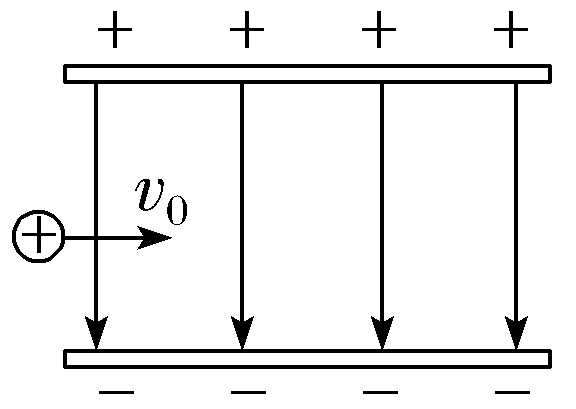 + + + +
v₀
+
− − − −